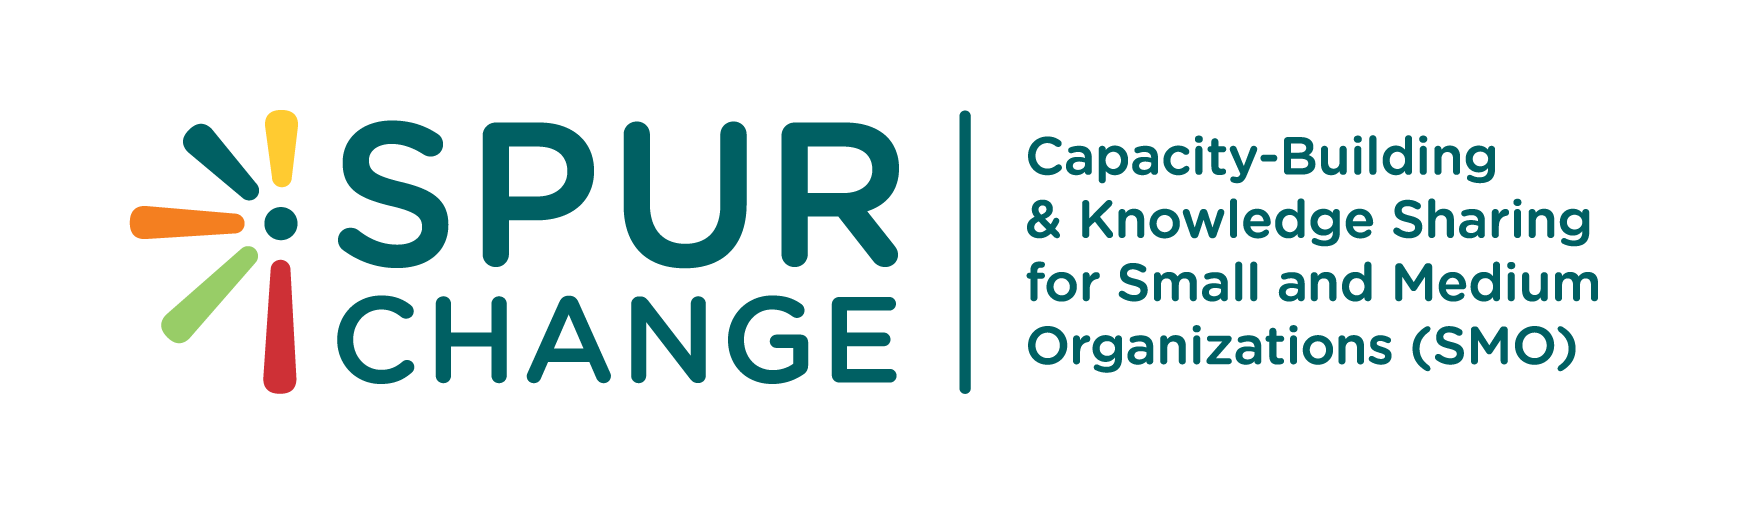 SPUR
CHANGE
Capacity-Building
& Knowledge Sharing
for Small and Medium
Organizations (SMO)